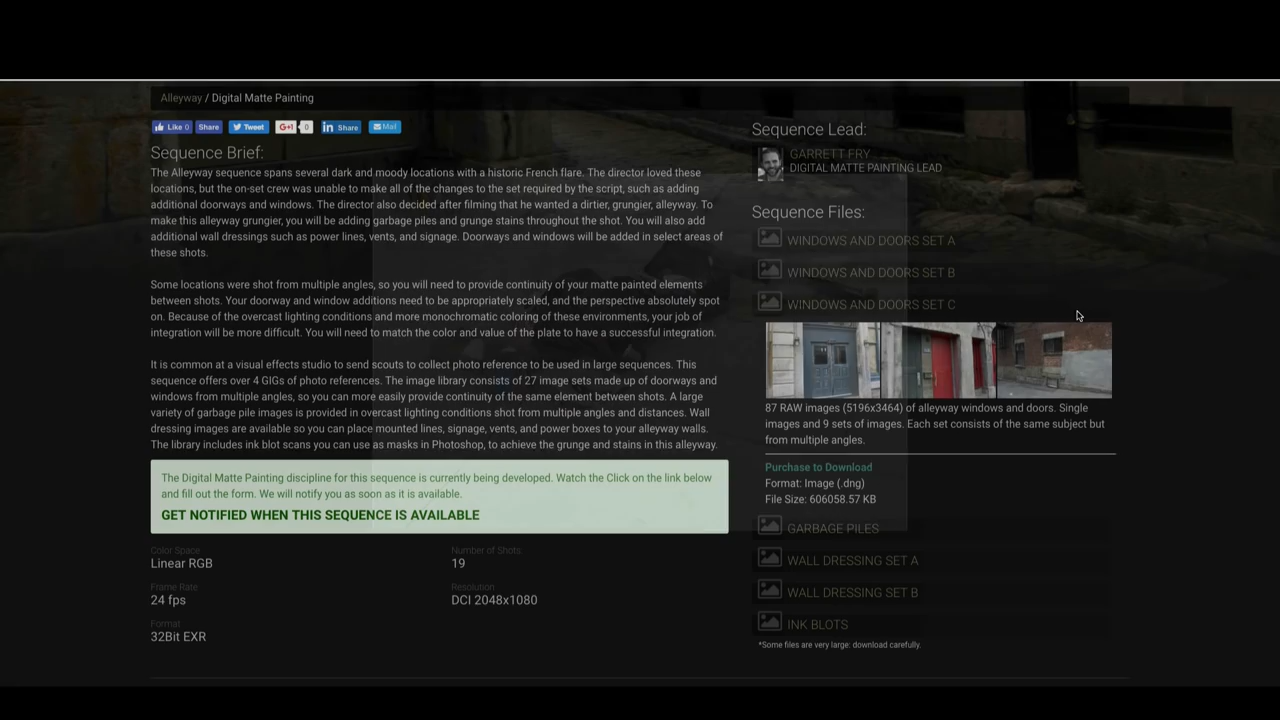 Alleyway / Digital Matte Painting
Like 0 Share Tweet G+1 0 in Share Mail
Sequence Brief:
The Alleyway sequence spans several dark and moody locations with a historic French flare. The director loved these
locations, but the on-set crew was unable to make all of the changes to the set required by the script, such as adding
additional doorways and windows. The director also decided after filming that he wanted a dirtier, grungier, alleyway. To
make this alleyway grungier, you will be adding garbage piles and grunge stains throughout the shot. You will also add
additional wall dressings such as power lines, vents, and signage. Doorways and windows will be added in select areas of
these shots.
Some locations were shot from multiple angles, so you will need to provide continuity of your matte painted elements
between shots. Your doorway and window additions need to be appropriately scaled, and the perspective absolutely spot
on. Because of the overcast lighting conditions and more monochromatic coloring of these environments, your job of
integration will be more difficult. You will need to match the color and value of the plate to have a successful integration.
It is common at a visual effects studio to send scouts to collect photo reference to be used in large sequences. This
sequence offers over 4 GIGs of photo references. The image library consists of 27 image sets made up of doorways and
windows from multiple angles, so you can more easily provide continuity of the same element between shots. A large
variety of garbage pile images is provided in overcast lighting conditions shot from multiple angles and distances. Wall
dressing images are available so you can place mounted lines, signage, vents, and power boxes to your alleyway walls.
The library includes ink blot scans you can use as masks in Photoshop, to achieve the grunge and stains in this alleyway.
The Digital Matte Painting discipline for this sequence is currently being developed. Watch the Click on the link below
and fill out the form. We will notify you as soon as it is available.
GET NOTIFIED WHEN THIS SEQUENCE IS AVAILABLE
Color Space
Linear RGB
Number of Shots
19
Frame Rate
24 fps
Resolution
DCI 2048x1080
Format
32Bit EXR
Sequence Lead:
GARRETT FRY
DIGITAL MATTE PAINTING LEAD
Sequence Files:
WINDOWS AND DOORS SET A
WINDOWS AND DOORS SET B
WINDOWS AND DOORS SET C
87 RAW images (5196x3464) of alleyway windows and doors. Single
images and 9 sets of images. Each set consists of the same subject but
from multiple angles.
Purchase to Download
Format: Image (.dng)
File Size: 606058.57 KB
GARBAGE PILES
WALL DRESSING SET A
WALL DRESSING SET B
INK BLOTS
*Some files are very large: download carefully.